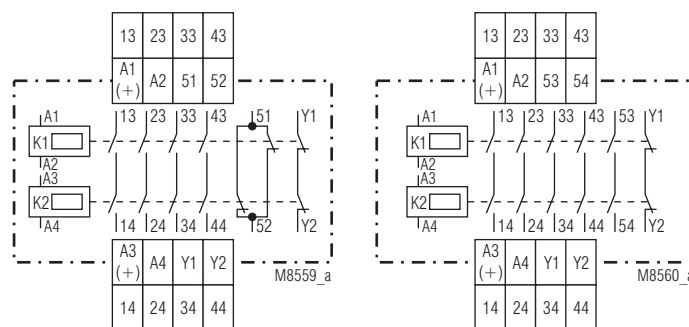 13 23 33 43
A1 (+) A2 51 52
A1 13 23 33 43 51 Y1
K1
A2
A3
K2
A4 14 24 34 44 52 Y2
A3 (+) A4 Y1 Y2
14 24 34 44
M8559_a
13 23 33 43
A1 (+) A2 53 54
A1 13 23 33 43 53 Y1
K1
A2
A3
K2
A4 14 24 34 44 54 Y2
A3 (+) A4 Y1 Y2
14 24 34 44
M8560_a